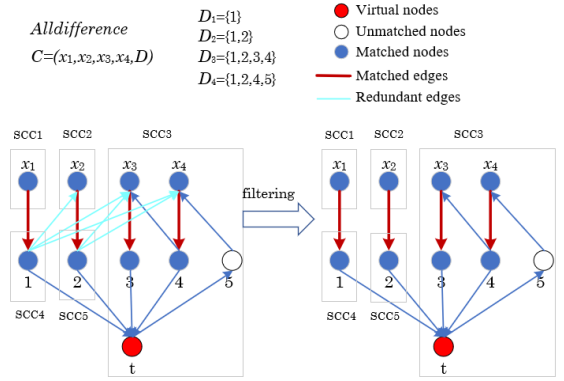 Alldifference
C=(x₁,x₂,x₃,x₄,D)
D₁={1}
D₂={1,2}
D₃={1,2,3,4}
D₄={1,2,4,5}
Virtual nodes
Unmatched nodes
Matched nodes
Matched edges
Redundant edges
SCC1 SCC2 SCC3
x₁ x₂ x₃ x₄
1 2 3 4 5
SCC4 SCC5
t
filtering
SCC1 SCC2 SCC3
x₁ x₂ x₃ x₄
1 2 3 4 5
SCC4 SCC5
t